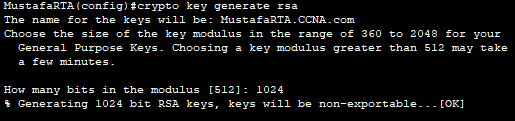 MustafaRTA(config)#crypto key generate rsa
The name for the keys will be: MustafaRTA.CCNA.com
Choose the size of the key modulus in the range of 360 to 2048 for your
General Purpose Keys. Choosing a key modulus greater than 512 may take
a few minutes.
How many bits in the modulus [512]: 1024
% Generating 1024 bit RSA keys, keys will be non-exportable...[OK]